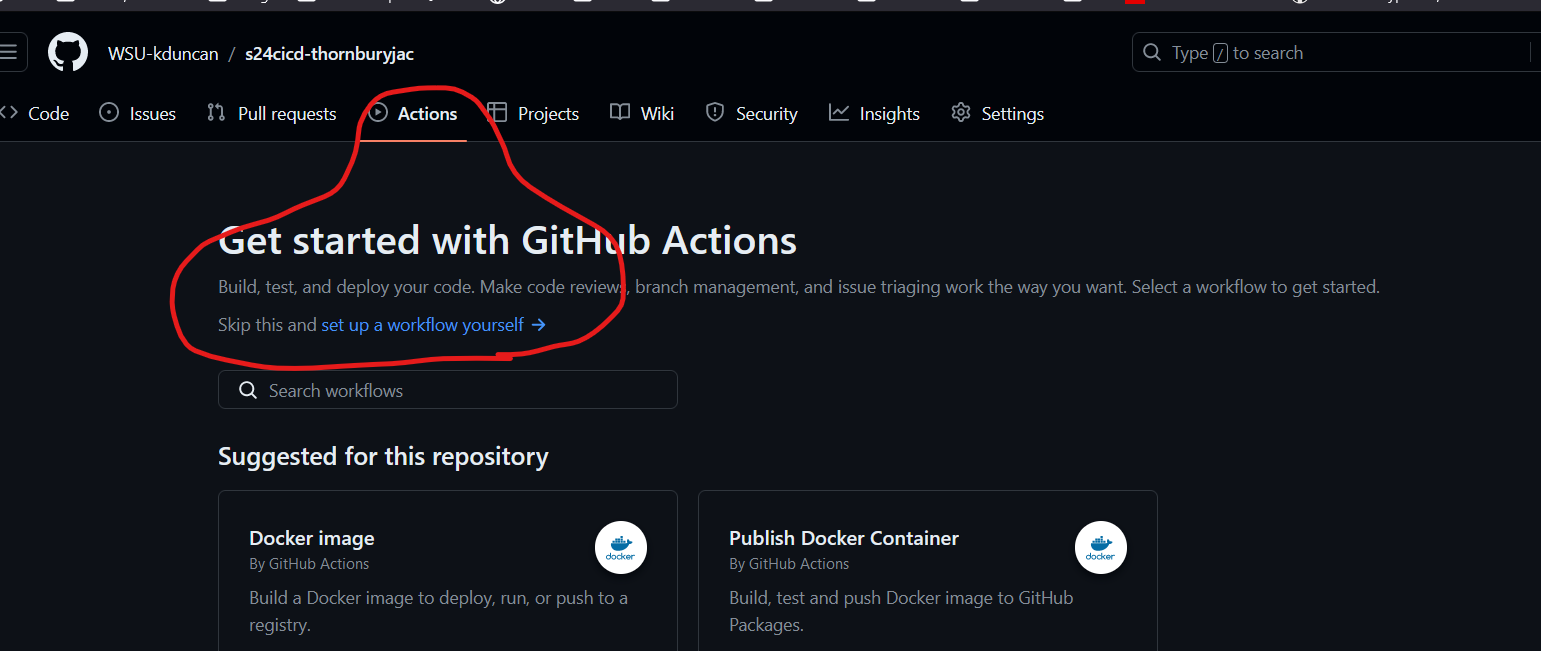 WSU-kduncan / s24cicd-thornburyjac
Type / to search
Code Issues Pull requests Actions Projects Wiki Security Insights Settings
Get started with GitHub Actions
Build, test, and deploy your code. Make code reviews, branch management, and issue triaging work the way you want. Select a workflow to get started.
Skip this and set up a workflow yourself →
Search workflows
Suggested for this repository
Docker image
By GitHub Actions
docker
Build a Docker image to deploy, run, or push to a
registry.
Publish Docker Container
By GitHub Actions
docker
Build, test and push Docker image to GitHub
Packages.